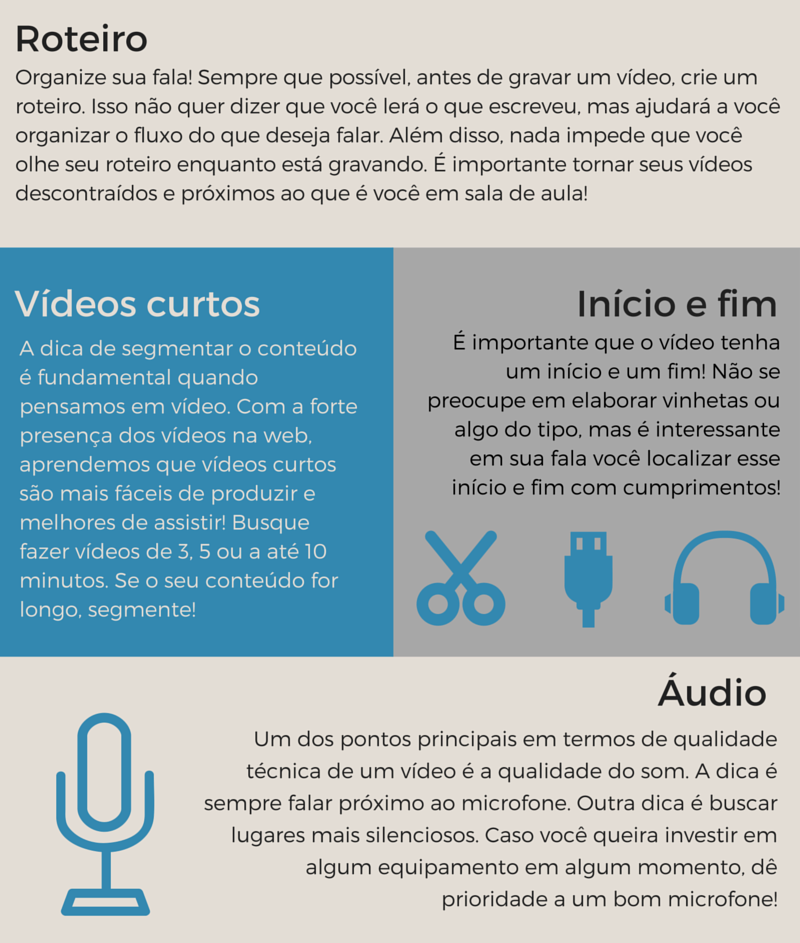 Roteiro
Organize sua fala! Sempre que possível, antes de gravar um vídeo, crie um
roteiro. Isso não quer dizer que você lerá o que escreveu, mas ajudará a você
organizar o fluxo do que deseja falar. Além disso, nada impede que você
olhe seu roteiro enquanto está gravando. É importante tornar seus vídeos
descontraídos e próximos ao que é você em sala de aula!
Vídeos curtos
A dica de segmentar o conteúdo
é fundamental quando
pensamos em vídeo. Com a forte
presença dos vídeos na web,
aprendemos que vídeos curtos
são mais fáceis de produzir e
melhores de assistir! Busque
fazer vídeos de 3, 5 ou a até 10
minutos. Se o seu conteúdo for
longo, segmente!
Início e fim
É importante que o vídeo tenha
um início e um fim! Não se
preocupe em elaborar vinhetas ou
algo do tipo, mas é interessante
em sua fala você localizar esse
início e fim com cumprimentos!
Áudio
Um dos pontos principais em termos de qualidade
técnica de um vídeo é a qualidade do som. A dica é
sempre falar próximo ao microfone. Outra dica é buscar
lugares mais silenciosos. Caso você queira investir em
algum equipamento em algum momento, dê
prioridade a um bom microfone!